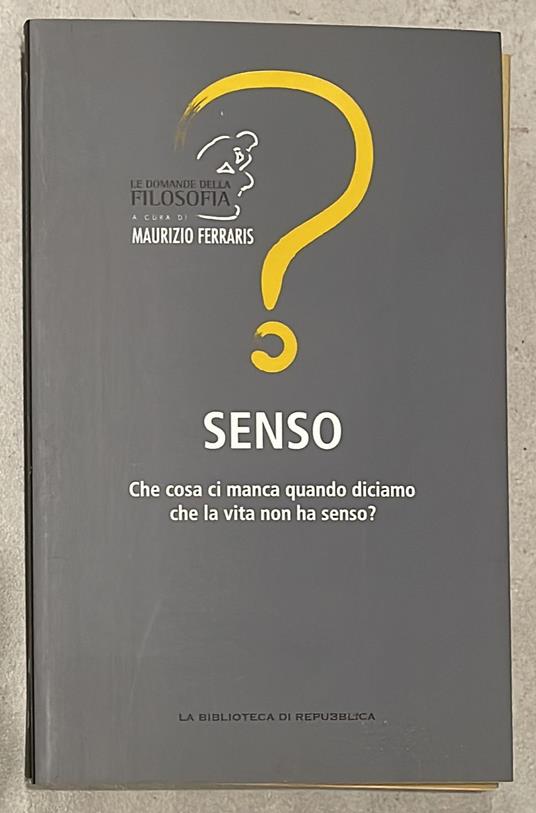 LE DOMANDE DELLA
FILOSOFIA
A CURA DI
MAURIZIO FERRARIS
SENSO
Che cosa ci manca quando diciamo
che la vita non ha senso?
LA BIBLIOTECA DI REPUBBLICA